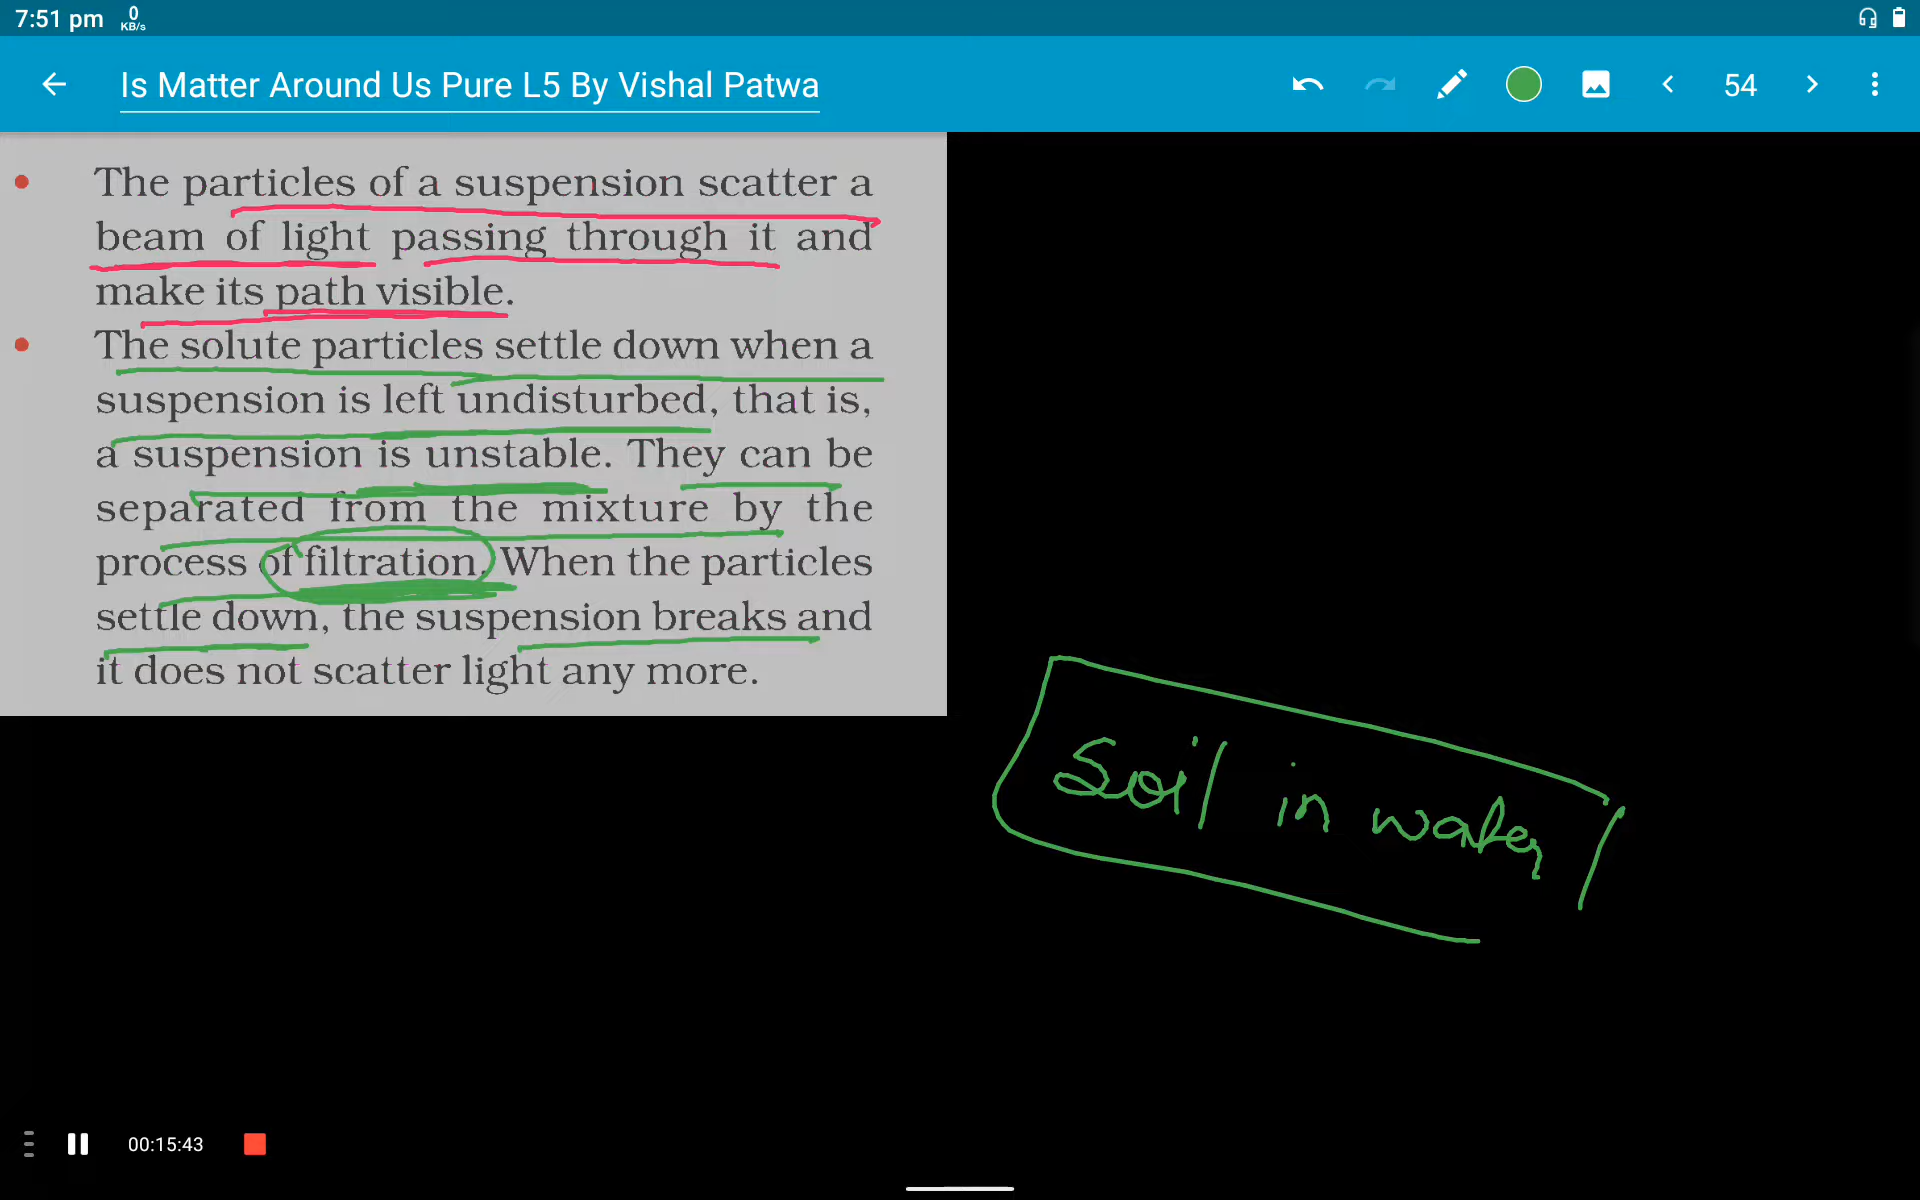 7:51 pm 0 KB/s
Is Matter Around Us Pure L5 By Vishal Patwa
54
The particles of a suspension scatter a
beam of light passing through it and
make its path visible.
The solute particles settle down when a
suspension is left undisturbed, that is,
a suspension is unstable. They can be
separated from the mixture by the
process of filtration. When the particles
settle down, the suspension breaks and
it does not scatter light any more.
Soil in water
00:15:43